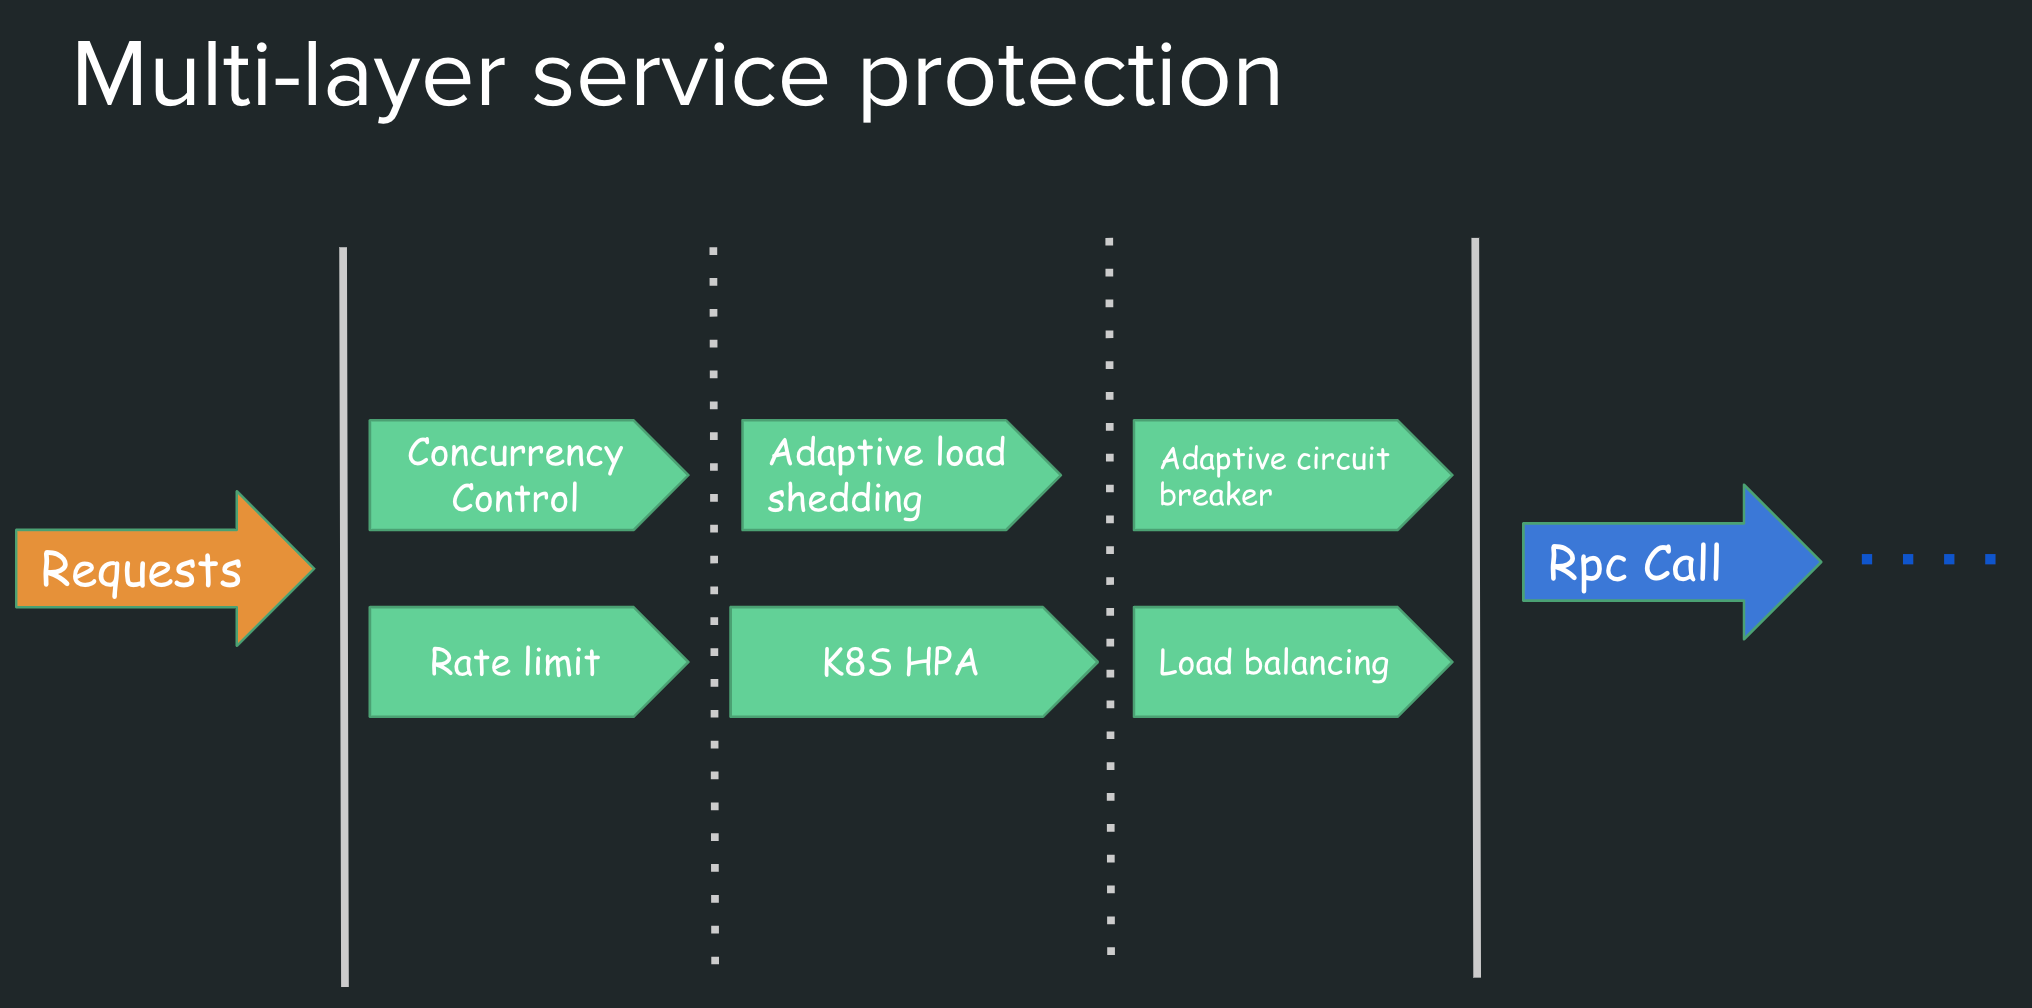 Multi-layer service protection
Requests
Concurrency
Control
Rate limit
Adaptive load
shedding
K8S HPA
Adaptive circuit
breaker
Load balancing
Rpc Call